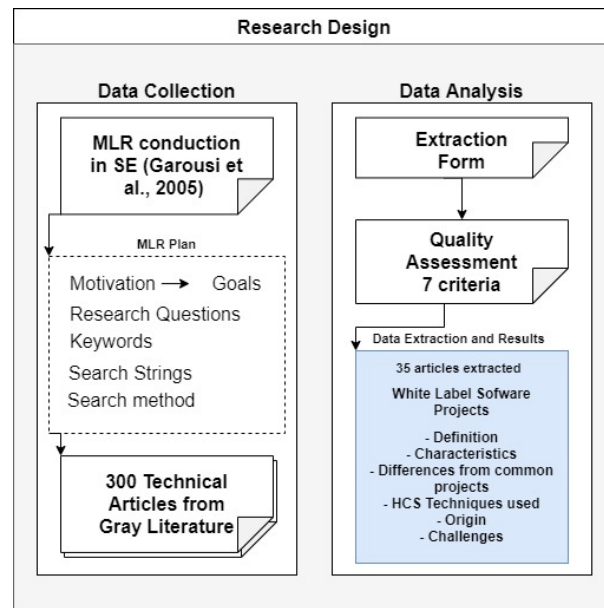 Research Design
Data Collection
MLR conduction
in SE (Garousi et
al., 2005)
MLR Plan
Motivation → Goals
Research Questions
Keywords
Search Strings
Search method
300 Technical
Articles from
Gray Literature
Data Analysis
Extraction
Form
Quality
Assessment
7 criteria
Data Extraction and Results
35 articles extracted
White Label Sofware
Projects
- Definition
- Characteristics
- Differences from common
projects
- HCS Techniques used
- Origin
- Challenges